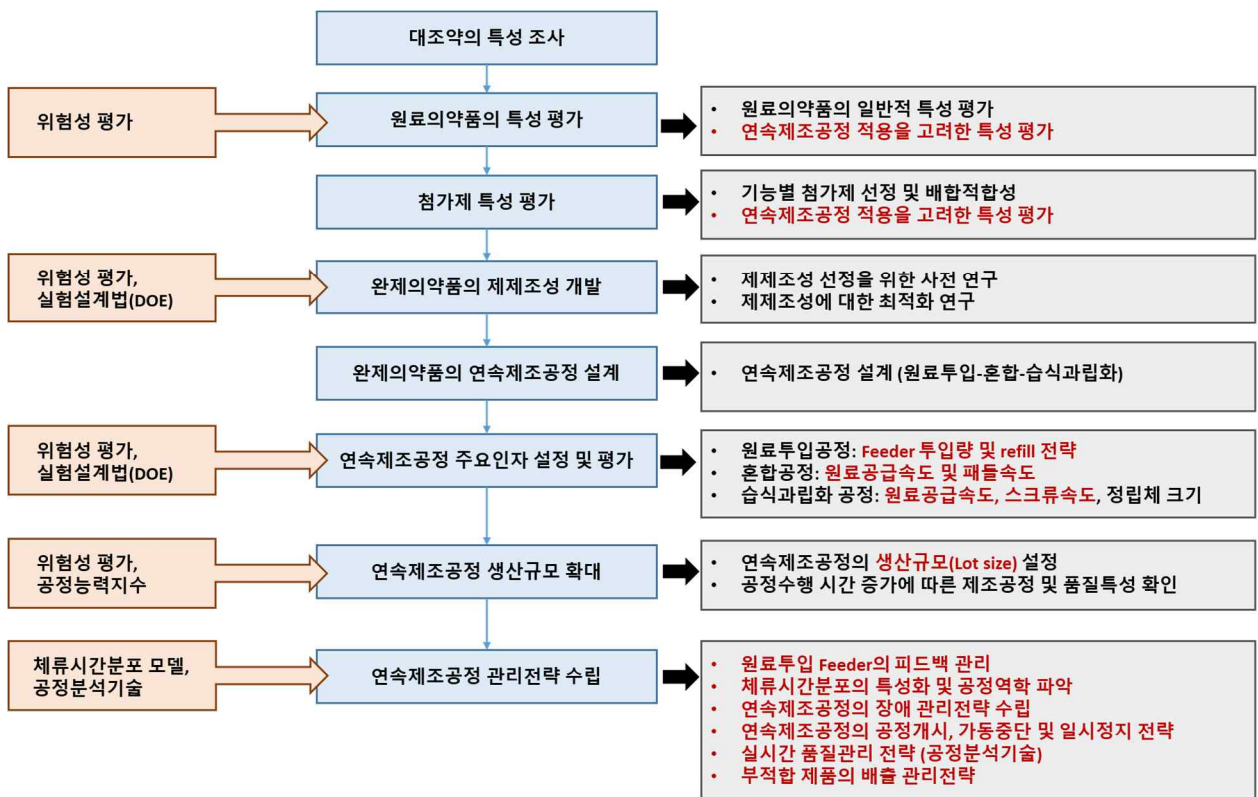 대조약의 특성 조사
위험성 평가
원료의약품의 특성 평가
• 원료의약품의 일반적 특성 평가
• 연속제조공정 적용을 고려한 특성 평가
첨가제 특성 평가
• 기능별 첨가제 선정 및 배합적합성
• 연속제조공정 적용을 고려한 특성 평가
위험성 평가,
실험설계법(DOE)
완제의약품의 제제조성 개발
• 제제조성 선정을 위한 사전 연구
• 제제조성에 대한 최적화 연구
완제의약품의 연속제조공정 설계
• 연속제조공정 설계 (원료투입-혼합-습식과립화)
위험성 평가,
실험설계법(DOE)
연속제조공정 주요인자 설정 및 평가
• 원료투입공정: Feeder 투입량 및 refill 전략
• 혼합공정: 원료공급속도 및 패들속도
• 습식과립화 공정: 원료공급속도, 스크류속도, 정립체 크기
위험성 평가,
공정능력지수
연속제조공정 생산규모 확대
• 연속제조공정의 생산규모(Lot size) 설정
• 공정수행 시간 증가에 따른 제조공정 및 품질특성 확인
체류시간분포 모델,
공정분석기술
연속제조공정 관리전략 수립
• 원료투입 Feeder의 피드백 관리
• 체류시간분포의 특성화 및 공정역학 파악
• 연속제조공정의 장애 관리전략 수립
• 연속제조공정의 공정개시, 가동중단 및 일시정지 전략
• 실시간 품질관리 전략 (공정분석기술)
• 부적합 제품의 배출 관리전략